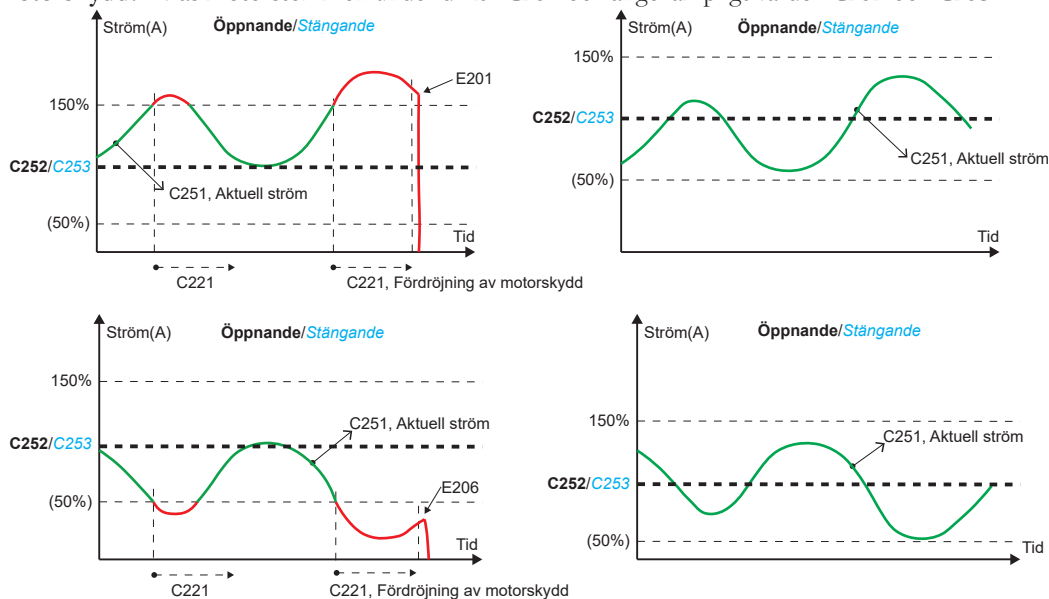 Ström(A)
Öppnande/Stängande
E201
150%
C252/C253
C251, Aktuell ström
(50%)
Tid
C221
C221, Fördröjning av motorskydd
150%
C252/C253
C251, Aktuell ström
(50%)
Tid
Öppnande/Stängande
Ström(A)
Öppnande/Stängande
150%
C252/C253
C251, Aktuell ström
(50%)
E206
Tid
C221
C221, Fördröjning av motorskydd
Ström(A)
Öppnande/Stängande
150%
C251, Aktuell ström
C252/C253
(50%)
Tid